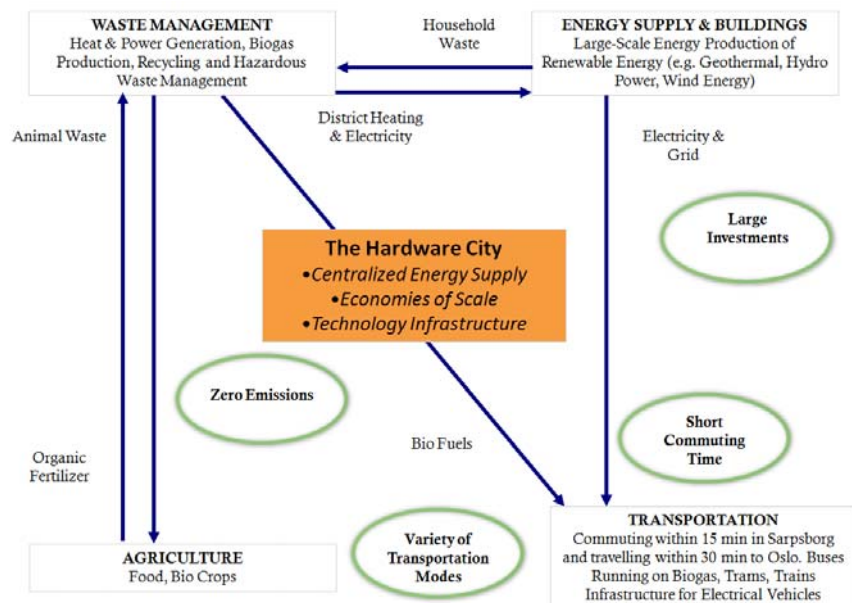 WASTE MANAGEMENT
Heat & Power Generation, Biogas
Production, Recycling and Hazardous
Waste Management
Household
Waste
ENERGY SUPPLY & BUILDINGS
Large-Scale Energy Production of
Renewable Energy (e.g. Geothermal, Hydro
Power, Wind Energy)
Animal Waste
District Heating
& Electricity
Electricity &
Grid
Large
Investments
The Hardware City
•Centralized Energy Supply
•Economies of Scale
•Technology Infrastructure
Zero Emissions
Short
Commuting
Time
Organic
Fertilizer
Bio Fuels
Variety of
Transportation
Modes
AGRICULTURE
Food, Bio Crops
TRANSPORTATION
Commuting within 15 min in Sarpsborg
and travelling within 30 min to Oslo. Buses
Running on Biogas, Trams, Trains
Infrastructure for Electrical Vehicles